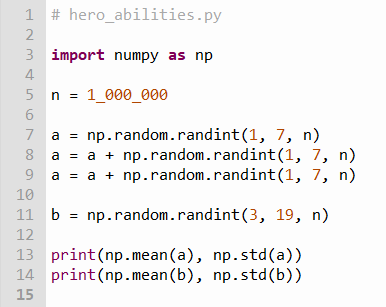 1 # hero_abilities.py
2
3 import numpy as np
4
5 n = 1_000_000
6
7 a = np.random.randint(1, 7, n)
8 a = a + np.random.randint(1, 7, n)
9 a = a + np.random.randint(1, 7, n)
10
11 b = np.random.randint(3, 19, n)
12
13 print(np.mean(a), np.std(a))
14 print(np.mean(b), np.std(b))
15